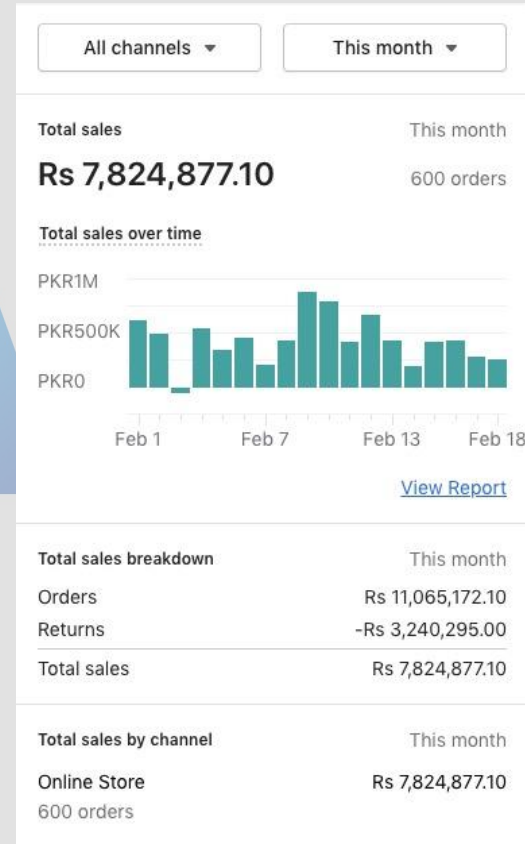 All channels This month
Total sales This month
Rs 7,824,877.10 600 orders
Total sales over time
PKR1M
PKR500K
PKR0
Feb 1 Feb 7 Feb 13 Feb 18
View Report
Total sales breakdown This month
Orders Rs 11,065,172.10
Returns -Rs 3,240,295.00
Total sales Rs 7,824,877.10
Total sales by channel This month
Online Store Rs 7,824,877.10
600 orders